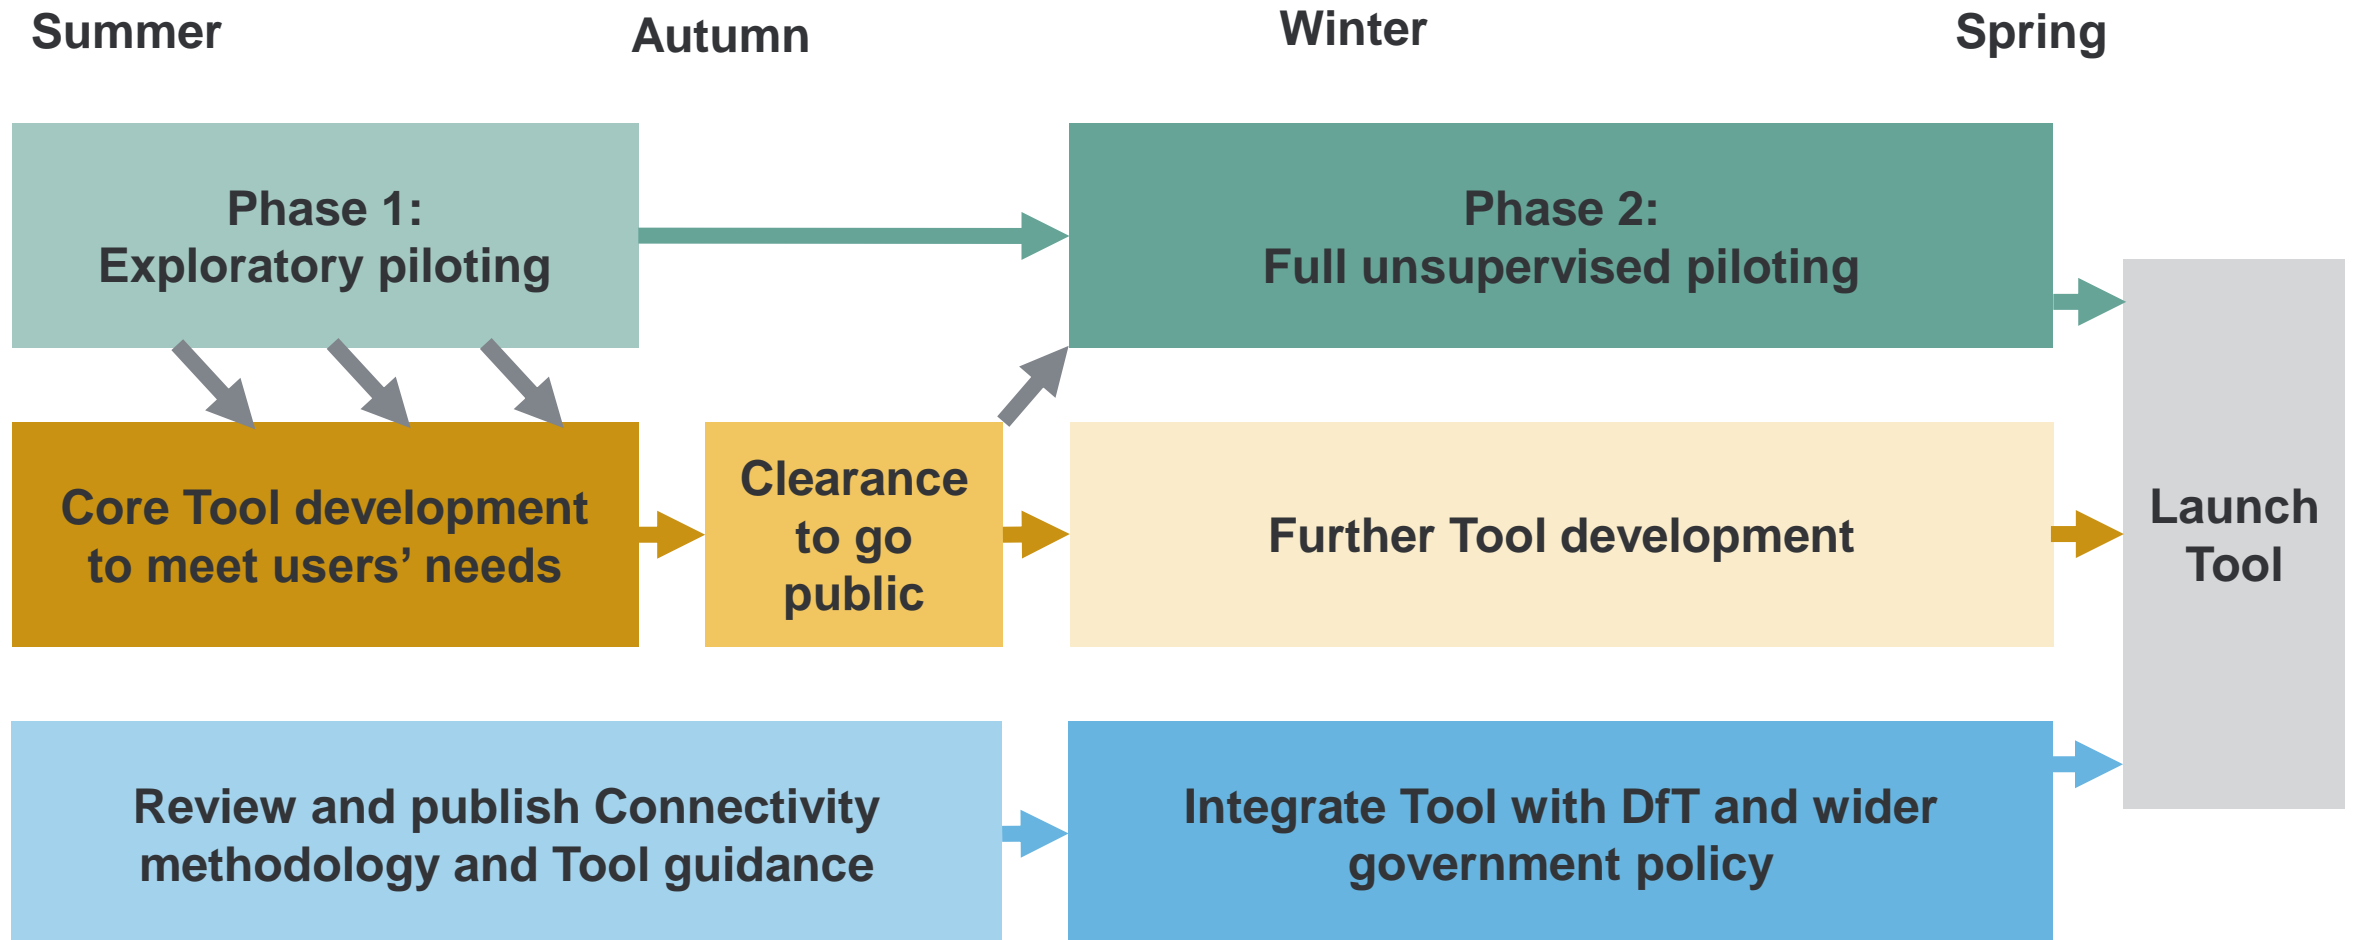 Summer
Autumn
Winter
Spring
Phase 1:
Exploratory piloting
Phase 2:
Full unsupervised piloting
Core Tool development
to meet users’ needs
Clearance
to go
public
Further Tool development
Launch
Tool
Review and publish Connectivity
methodology and Tool guidance
Integrate Tool with DfT and wider
government policy